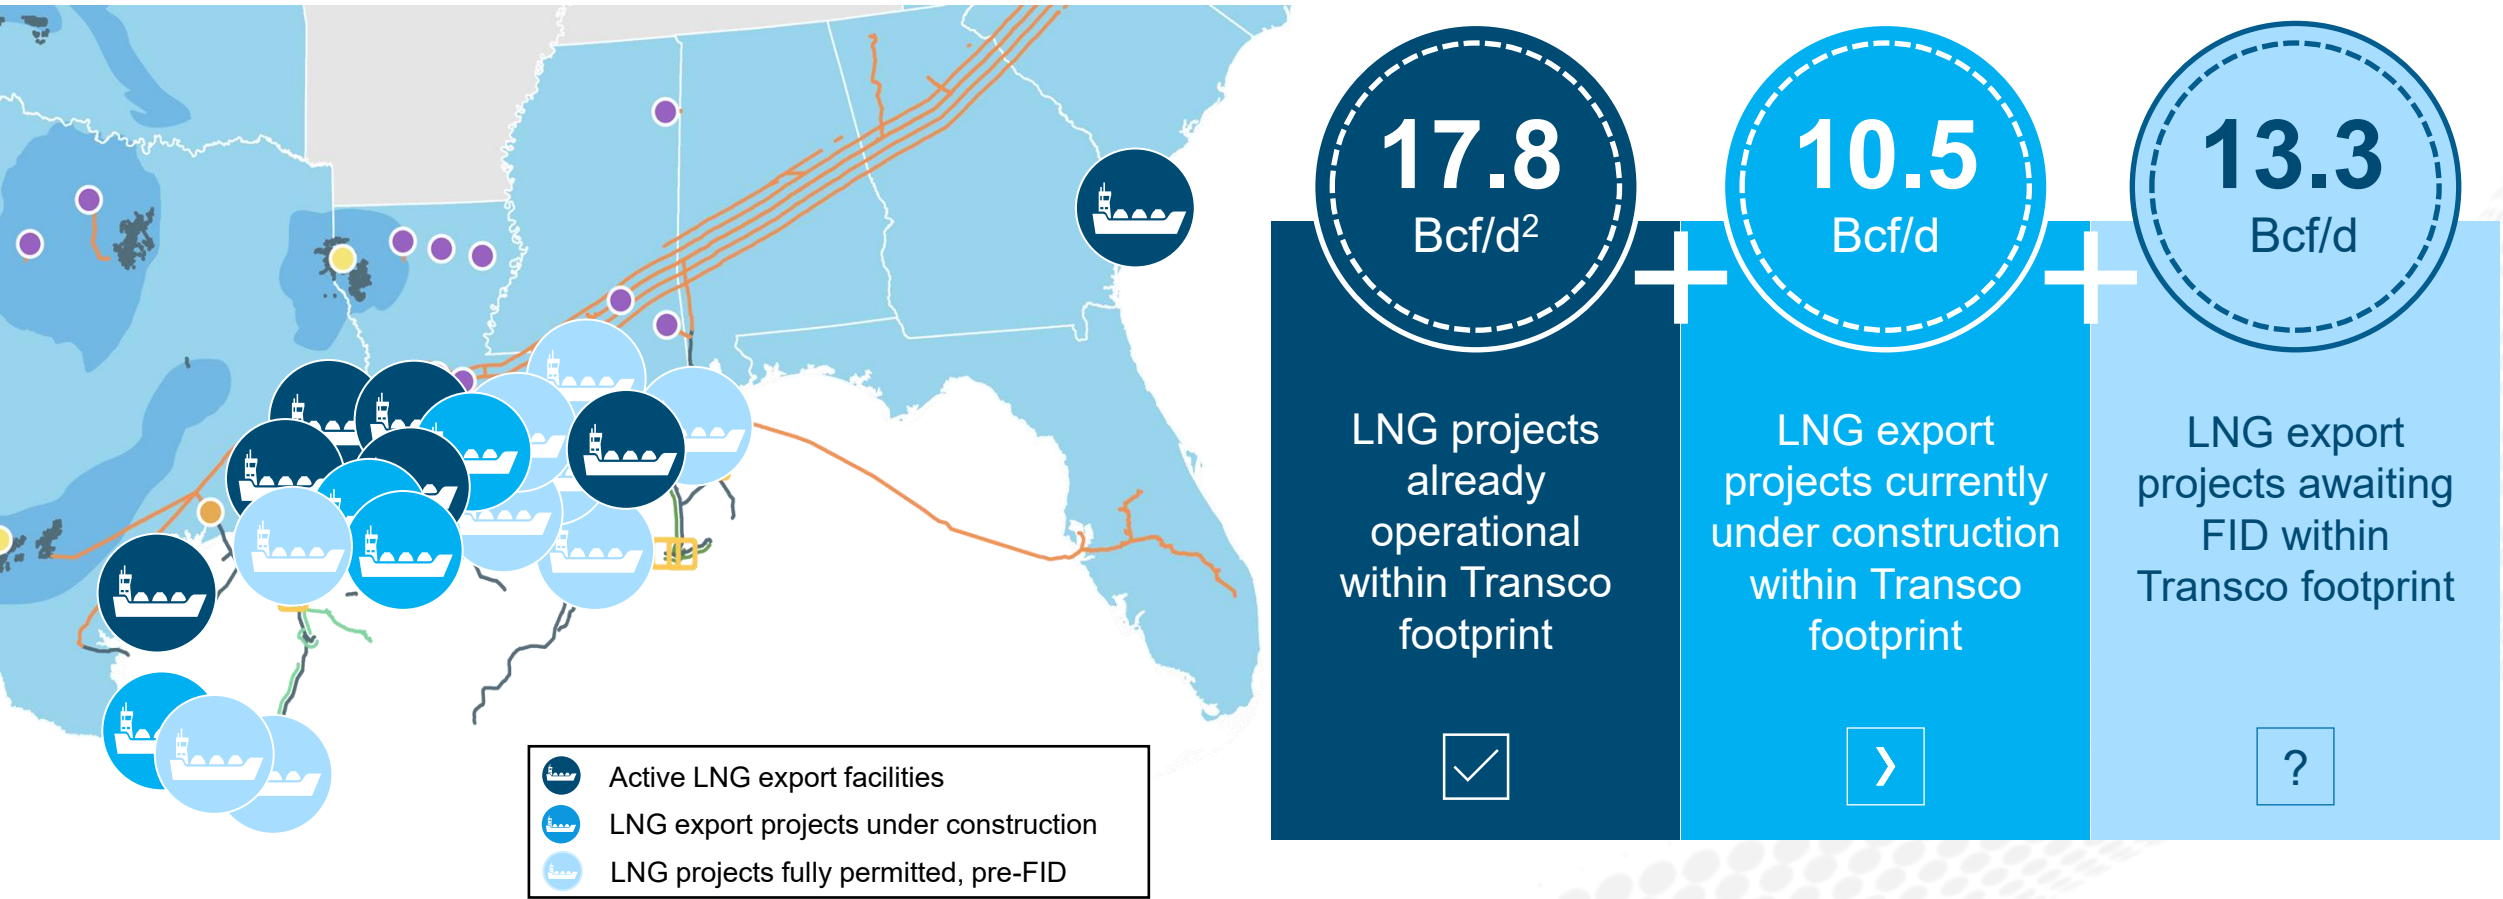 17.8
Bcf/d²
LNG projects
already
operational
within Transco
footprint
10.5
Bcf/d
LNG export
projects currently
under construction
within Transco
footprint
13.3
Bcf/d
LNG export
projects awaiting
FID within
Transco footprint
?
Active LNG export facilities
LNG export projects under construction
LNG projects fully permitted, pre-FID